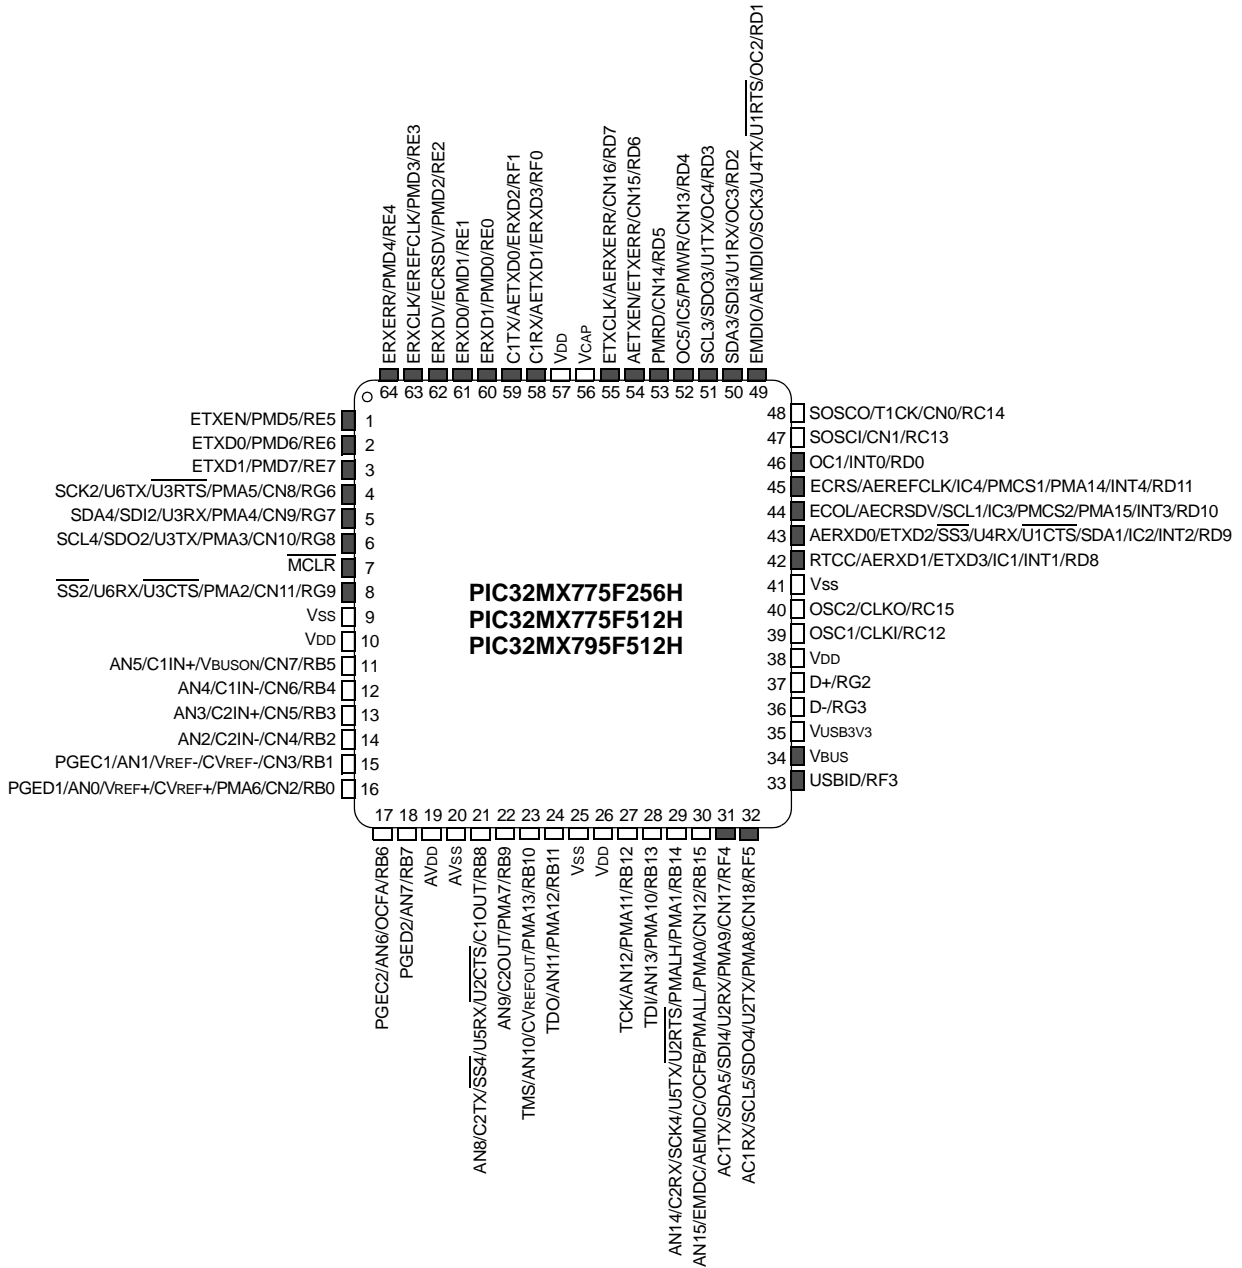 ERXERR/PMD4/RE4
ERXCLK/EREFCLK/PMD3/RE3
ERXDV/ECRSDV/PMD2/RE2
ERXD0/PMD1/RE1
ERXD1/PMD0/RE0
C1TX/AETXD0/ERXD2/RF1
C1RX/AETXD1/ERXD3/RF0
VDD
VCAP
ETXCLK/AERXERR/CN16/RD7
AETXEN/ETXERR/CN15/RD6
PMRD/CN14/RD5
OC5/IC5/PMWR/CN13/RD4
SCL3/SDO3/U1TX/OC4/RD3
SDA3/SDI3/U1RX/OC3/RD2
EMDIO/AEMDIO/SCK3/U4TX/U1RTS/OC2/RD1
64 63 62 61 60 59 58 57 56 55 54 53 52 51 50 49
ETXEN/PMD5/RE5 1
ETXD0/PMD6/RE6 2
ETXD1/PMD7/RE7 3
SCK2/U6TX/U3RTS/PMA5/CN8/RG6 4
SDA4/SDI2/U3RX/PMA4/CN9/RG7 5
SCL4/SDO2/U3TX/PMA3/CN10/RG8 6
MCLR 7
SS2/U6RX/U3CTS/PMA2/CN11/RG9 8
VSS 9
VDD 10
AN5/C1IN+/VBUSON/CN7/RB5 11
AN4/C1IN-/CN6/RB4 12
AN3/C2IN+/CN5/RB3 13
AN2/C2IN-/CN4/RB2 14
PGEC1/AN1/VREF-/CVREF-/CN3/RB1 15
PGED1/AN0/VREF+/CVREF+/PMA6/CN2/RB0 16
PIC32MX775F256H
PIC32MX775F512H
PIC32MX795F512H
48 SOSCO/T1CK/CN0/RC14
47 SOSCI/CN1/RC13
46 OC1/INT0/RD0
45 ECRS/AEREFCLK/IC4/PMCS1/PMA14/INT4/RD11
44 ECOL/AECRSDV/SCL1/IC3/PMCS2/PMA15/INT3/RD10
43 AERXD0/ETXD2/SS3/U4RX/U1CTS/SDA1/IC2/INT2/RD9
42 RTCC/AERXD1/ETXD3/IC1/INT1/RD8
41 Vss
40 OSC2/CLKO/RC15
39 OSC1/CLKI/RC12
38 VDD
37 D+/RG2
36 D-/RG3
35 VUSB3V3
34 VBUS
33 USBID/RF3
17 18 19 20 21 22 23 24 25 26 27 28 29 30 31 32
PGEC2/AN6/OCFA/RB6
PGED2/AN7/RB7
AVDD
AVSS
AN8/C2TX/SS4/U5RX/U2CTS/C1OUT/RB8
AN9/C2OUT/PMA7/RB9
TMS/AN10/CVREFOUT/PMA13/RB10
TDO/AN11/PMA12/RB11
VSS
VDD
TCK/AN12/PMA11/RB12
TDI/AN13/PMA10/RB13
AN14/C2RX/SCK4/U5TX/U2RTS/PMALH/PMA1/RB14
AN15/EMDC/AEMDC/OCFB/PMALL/PMA0/CN12/RB15
AC1TX/SDA5/SDI4/U2RX/PMA9/CN17/RF4
AC1RX/SCL5/SDO4/U2TX/PMA8/CN18/RF5